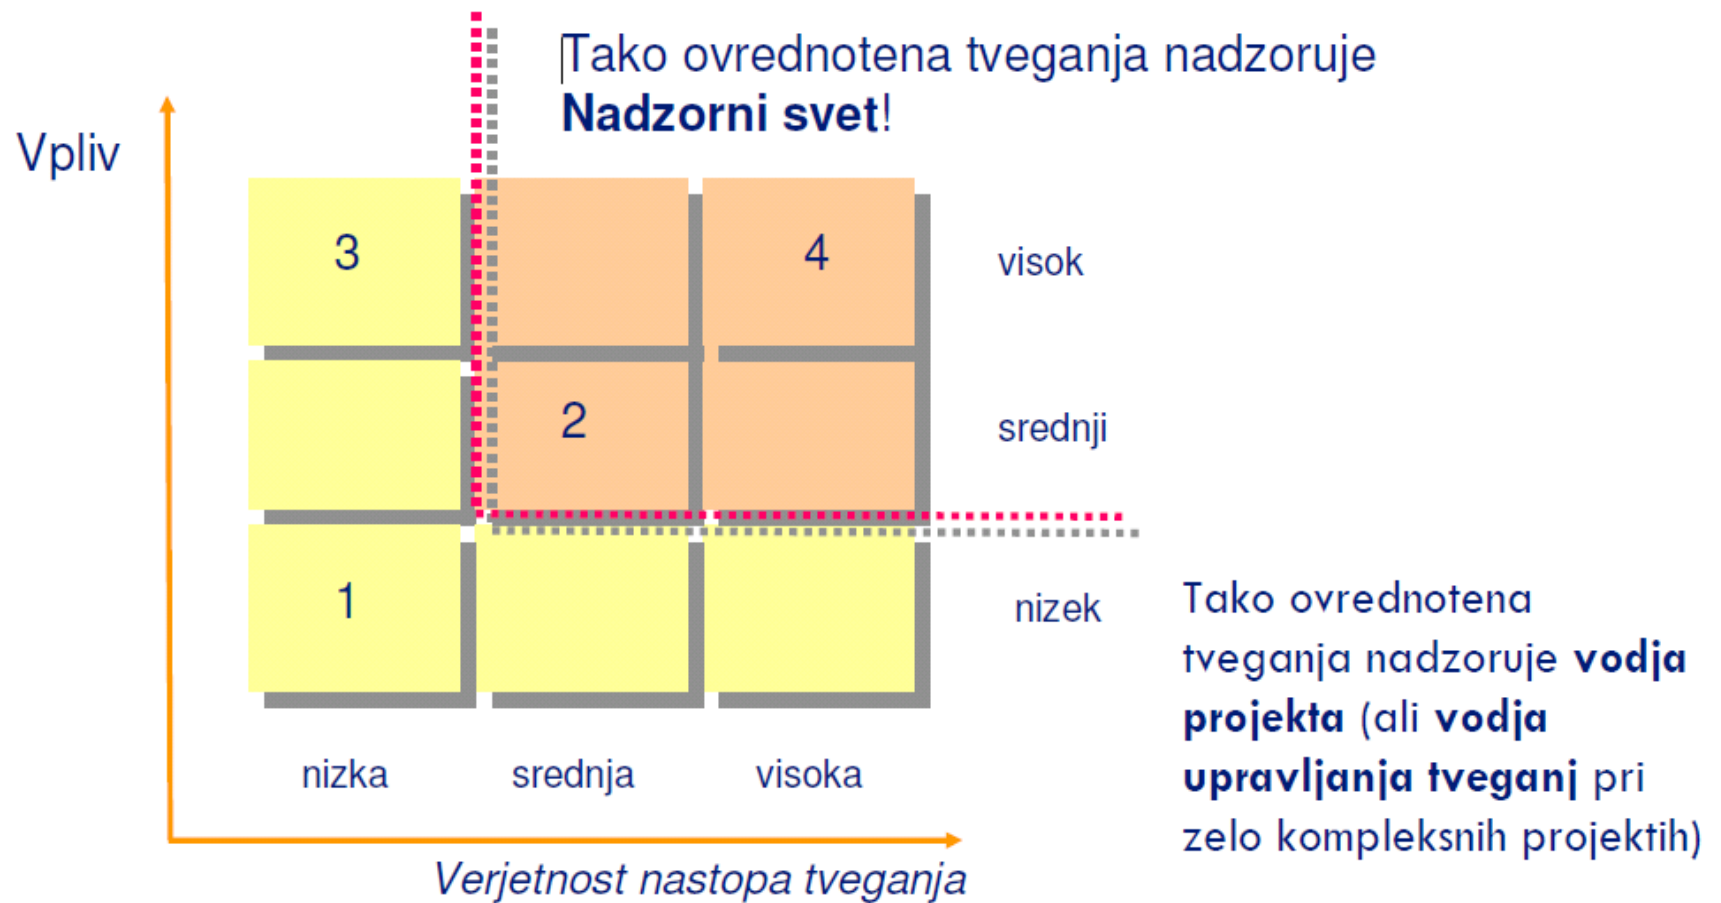 Tako ovrednotena tveganja nadzoruje
Nadzorni svet!
Vpliv
3
4
visok
2
srednji
1
nizek
Tako ovrednotena
tveganja nadzoruje vodja
projekta (ali vodja
upravljanja tveganj pri
zelo kompleksnih projektih)
nizka
srednja
visoka
Verjetnost nastopa tveganja